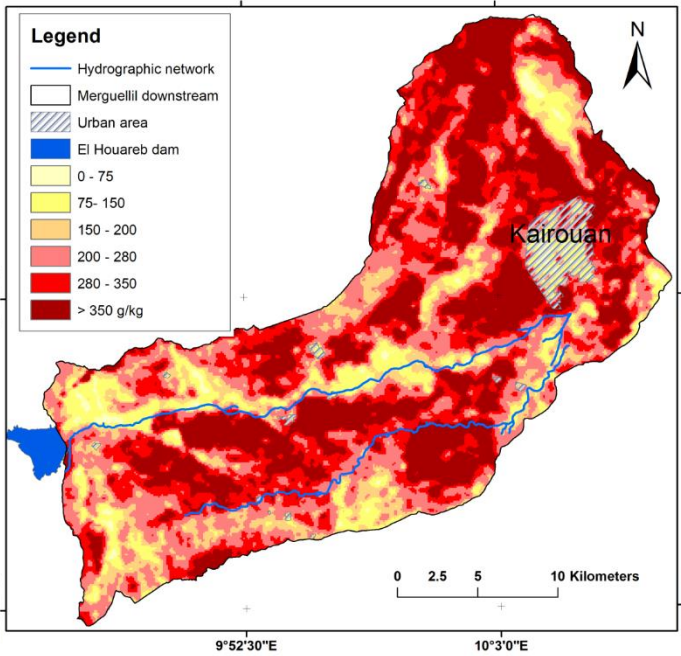 Legend
Hydrographic network
Merguellil downstream
Urban area
El Houareb dam
0 - 75
75- 150
150 - 200
200 - 280
280 - 350
> 350 g/kg
N
Kairouan
0 2.5 5 10 Kilometers
9°52'30"E 10°3'0"E